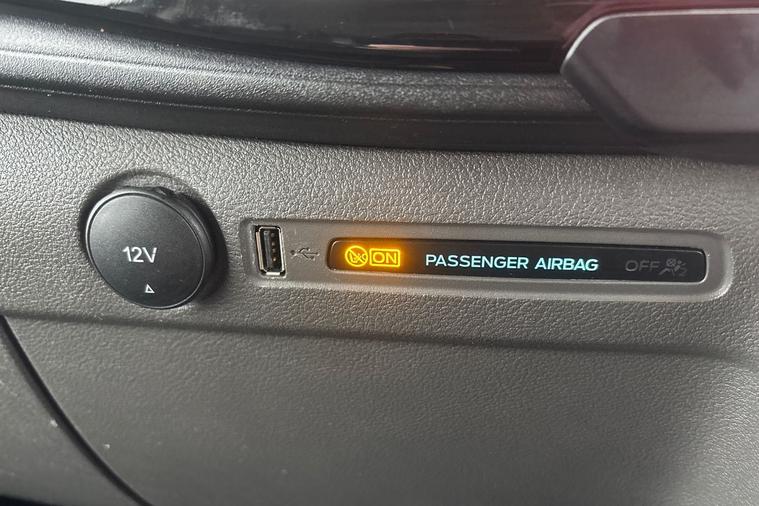 12V
ON PASSENGER AIRBAG OFF